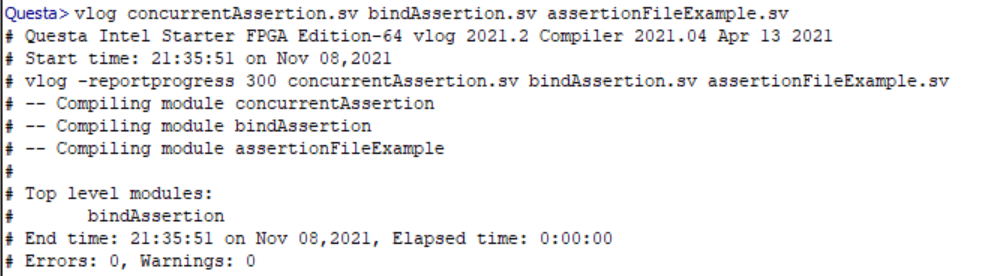 Questa> vlog concurrentAssertion.sv bindAssertion.sv assertionFileExample.sv
# Questa Intel Starter FPGA Edition-64 vlog 2021.2 Compiler 2021.04 Apr 13 2021
# Start time: 21:35:51 on Nov 08,2021
# vlog -reportprogress 300 concurrentAssertion.sv bindAssertion.sv assertionFileExample.sv
# -- Compiling module concurrentAssertion
# -- Compiling module bindAssertion
# -- Compiling module assertionFileExample
#
# Top level modules:
#       bindAssertion
# End time: 21:35:51 on Nov 08,2021, Elapsed time: 0:00:00
# Errors: 0, Warnings: 0